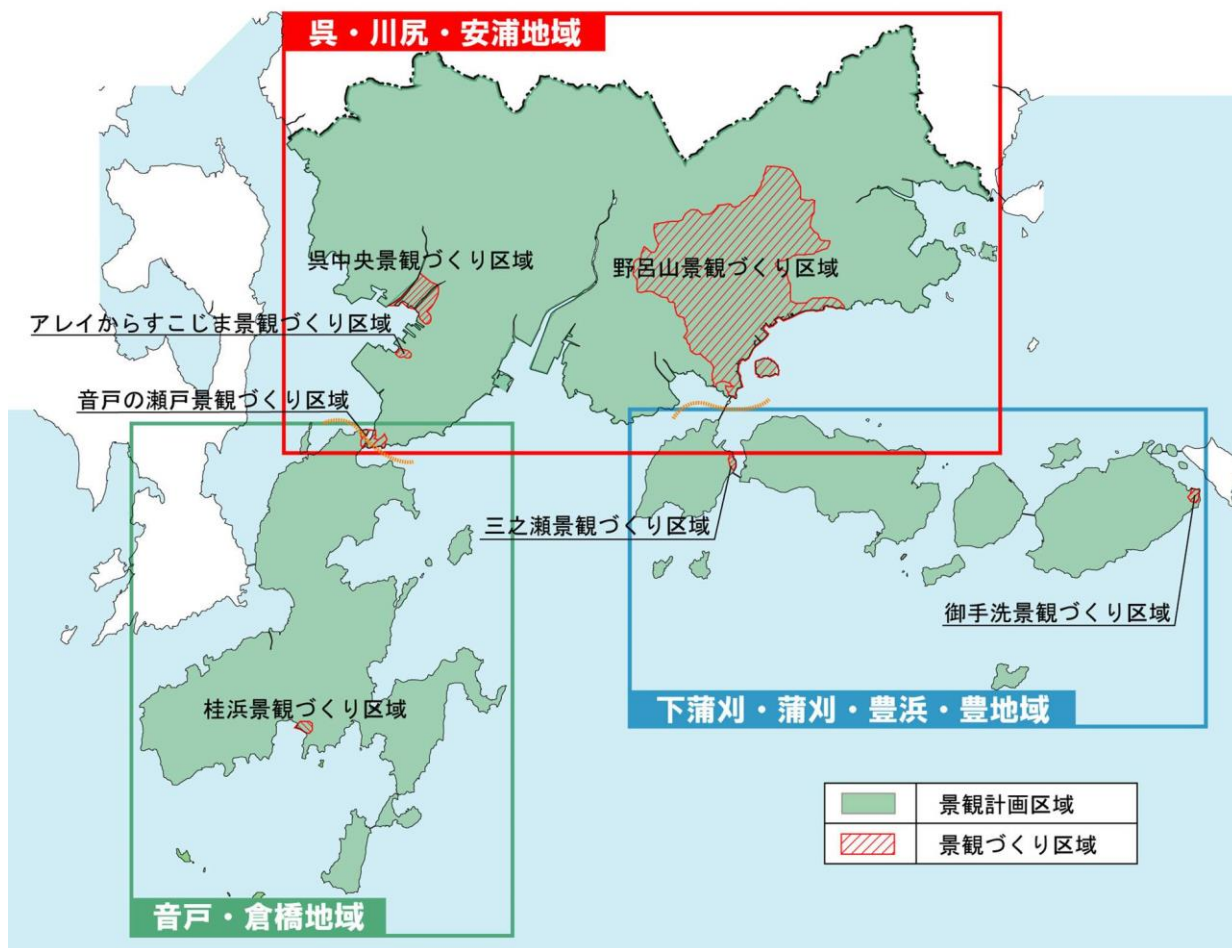 呉・川尻・安浦地域
呉中央景観づくり区域
野呂山景観づくり区域
アレイからすこじま景観づくり区域
音戸の瀬戸景観づくり区域
三之瀬景観づくり区域
御手洗景観づくり区域
桂浜景観づくり区域
下蒲刈・蒲刈・豊浜・豊地域
景観計画区域
景観づくり区域
音戸・倉橋地域